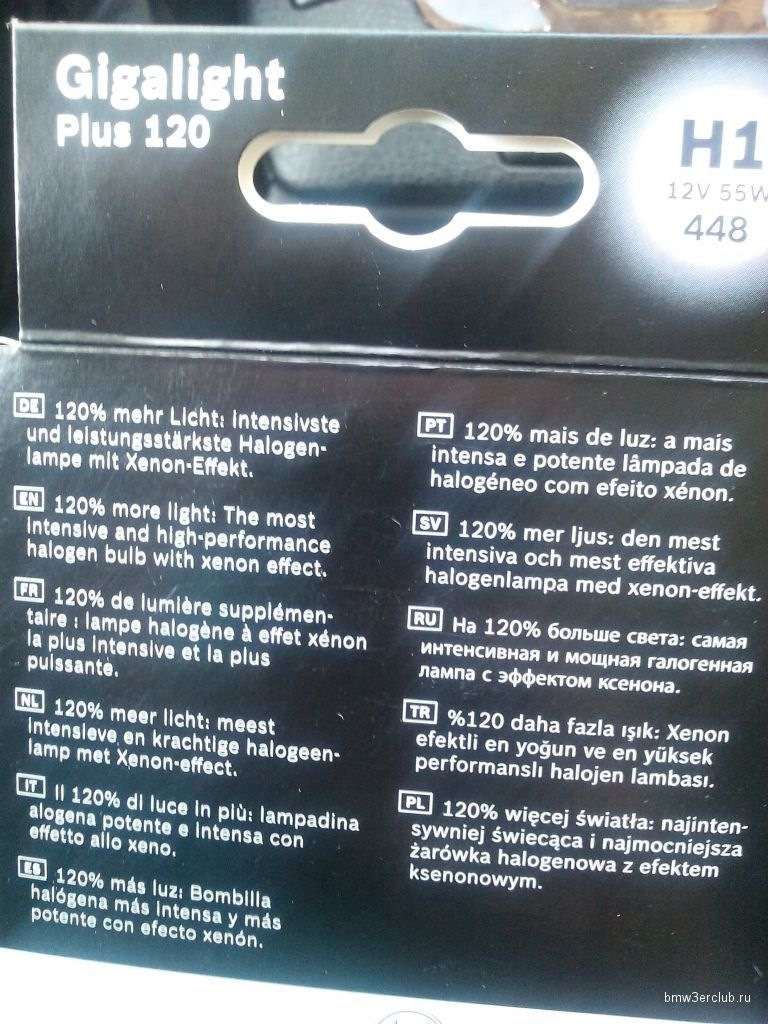 Gigalight
Plus 120
H1
12V 55W
448
DE 120% mehr Licht: Intensivste
und leistungsstärkste Halogen-
lampe mit Xenon-Effekt.
EN 120% more light: The most
intensive and high-performance
halogen bulb with xenon effect.
FR 120% de lumière supplémen-
taire : lampe halogène à effet xénon
la plus intensive et la plus
puissante.
NL 120% meer licht: meest
intensieve en krachtige halogeen-
lamp met Xenon-effect.
IT Il 120% di luce in più: lampadina
alogena potente e intensa con
effetto allo xeno.
ES 120% más luz: Bombilla
halógena más intensa y más
potente con efecto xenón.
PT 120% mais de luz: a mais
intensa e potente lâmpada de
halogéneo com efeito xénon.
SV 120% mer ljus: den mest
intensiva och mest effektiva
halogenlampa med xenon-effekt.
RU На 120% больше света: самая
интенсивная и мощная галогенная
лампа с эффектом ксенона.
TR %120 daha fazla ışık: Xenon
efektli en yoğun ve en yüksek
performanslı halojen lambası.
PL 120% więcej światła: najinten-
sywniej świecąca i najmocniejsza
żarówka halogenowa z efektem
ksenonowym.
bmw3erclub.ru